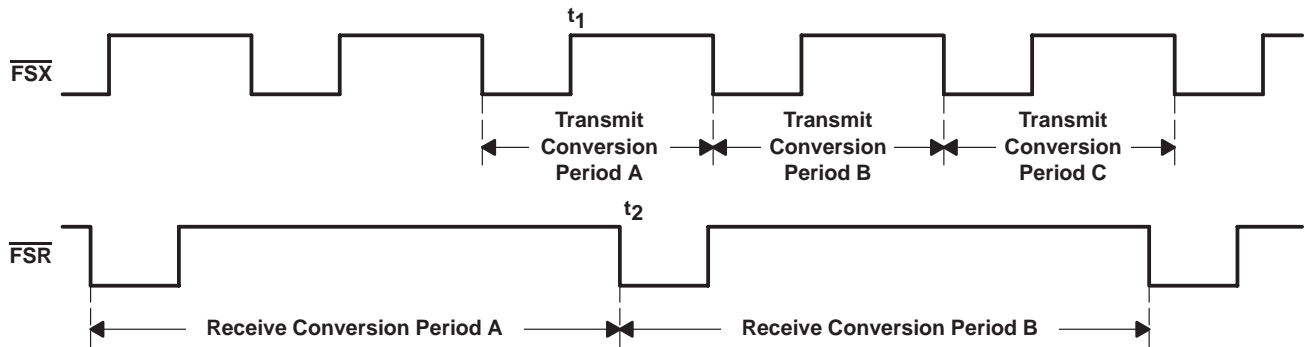 t1
FSX
Transmit
Conversion
Period A
Transmit
Conversion
Period B
Transmit
Conversion
Period C
t2
FSR
Receive Conversion Period A
Receive Conversion Period B